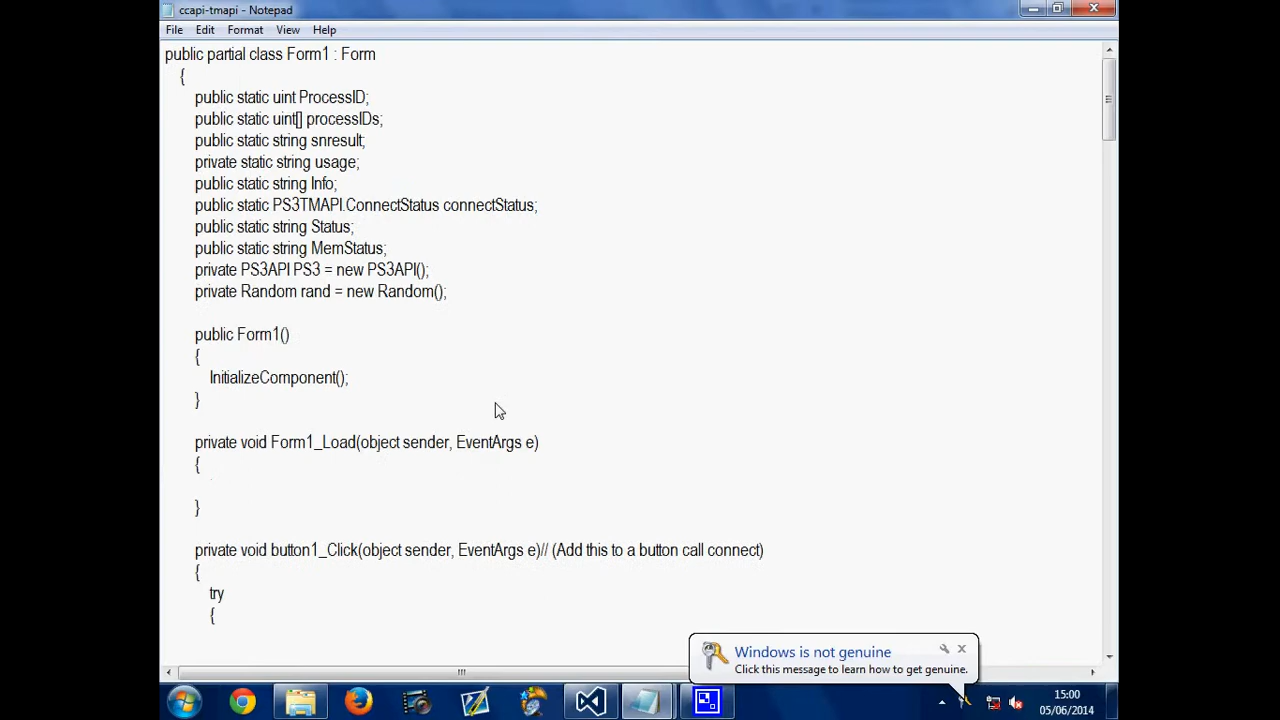 ccapi-tmapi - Notepad
File Edit Format View Help
public partial class Form1 : Form
{
public static uint ProcessID;
public static uint[] processIDs;
public static string snresult;
private static string usage;
public static string Info;
public static PS3TMAPI.ConnectStatus connectStatus;
public static string Status;
public static string MemStatus;
private PS3API PS3 = new PS3API();
private Random rand = new Random();
public Form1()
{
InitializeComponent();
}
private void Form1_Load(object sender, EventArgs e)
{
}
private void button1_Click(object sender, EventArgs e)// (Add this to a button call connect)
{
try
{
Windows is not genuine
Click this message to learn how to get genuine.
15:00
05/06/2014